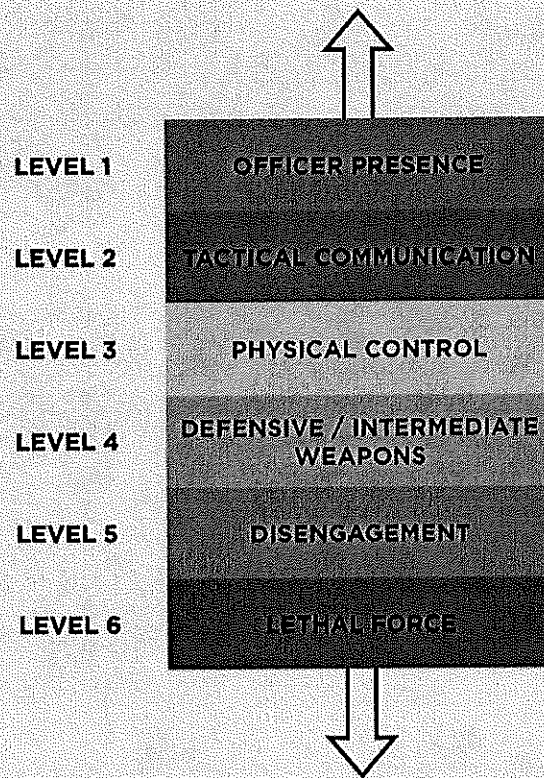 LEVEL 1 OFFICER PRESENCE
LEVEL 2 TACTICAL COMMUNICATION
LEVEL 3 PHYSICAL CONTROL
LEVEL 4 DEFENSIVE / INTERMEDIATE
WEAPONS
LEVEL 5 DISENGAGEMENT
LEVEL 6 LETHAL FORCE